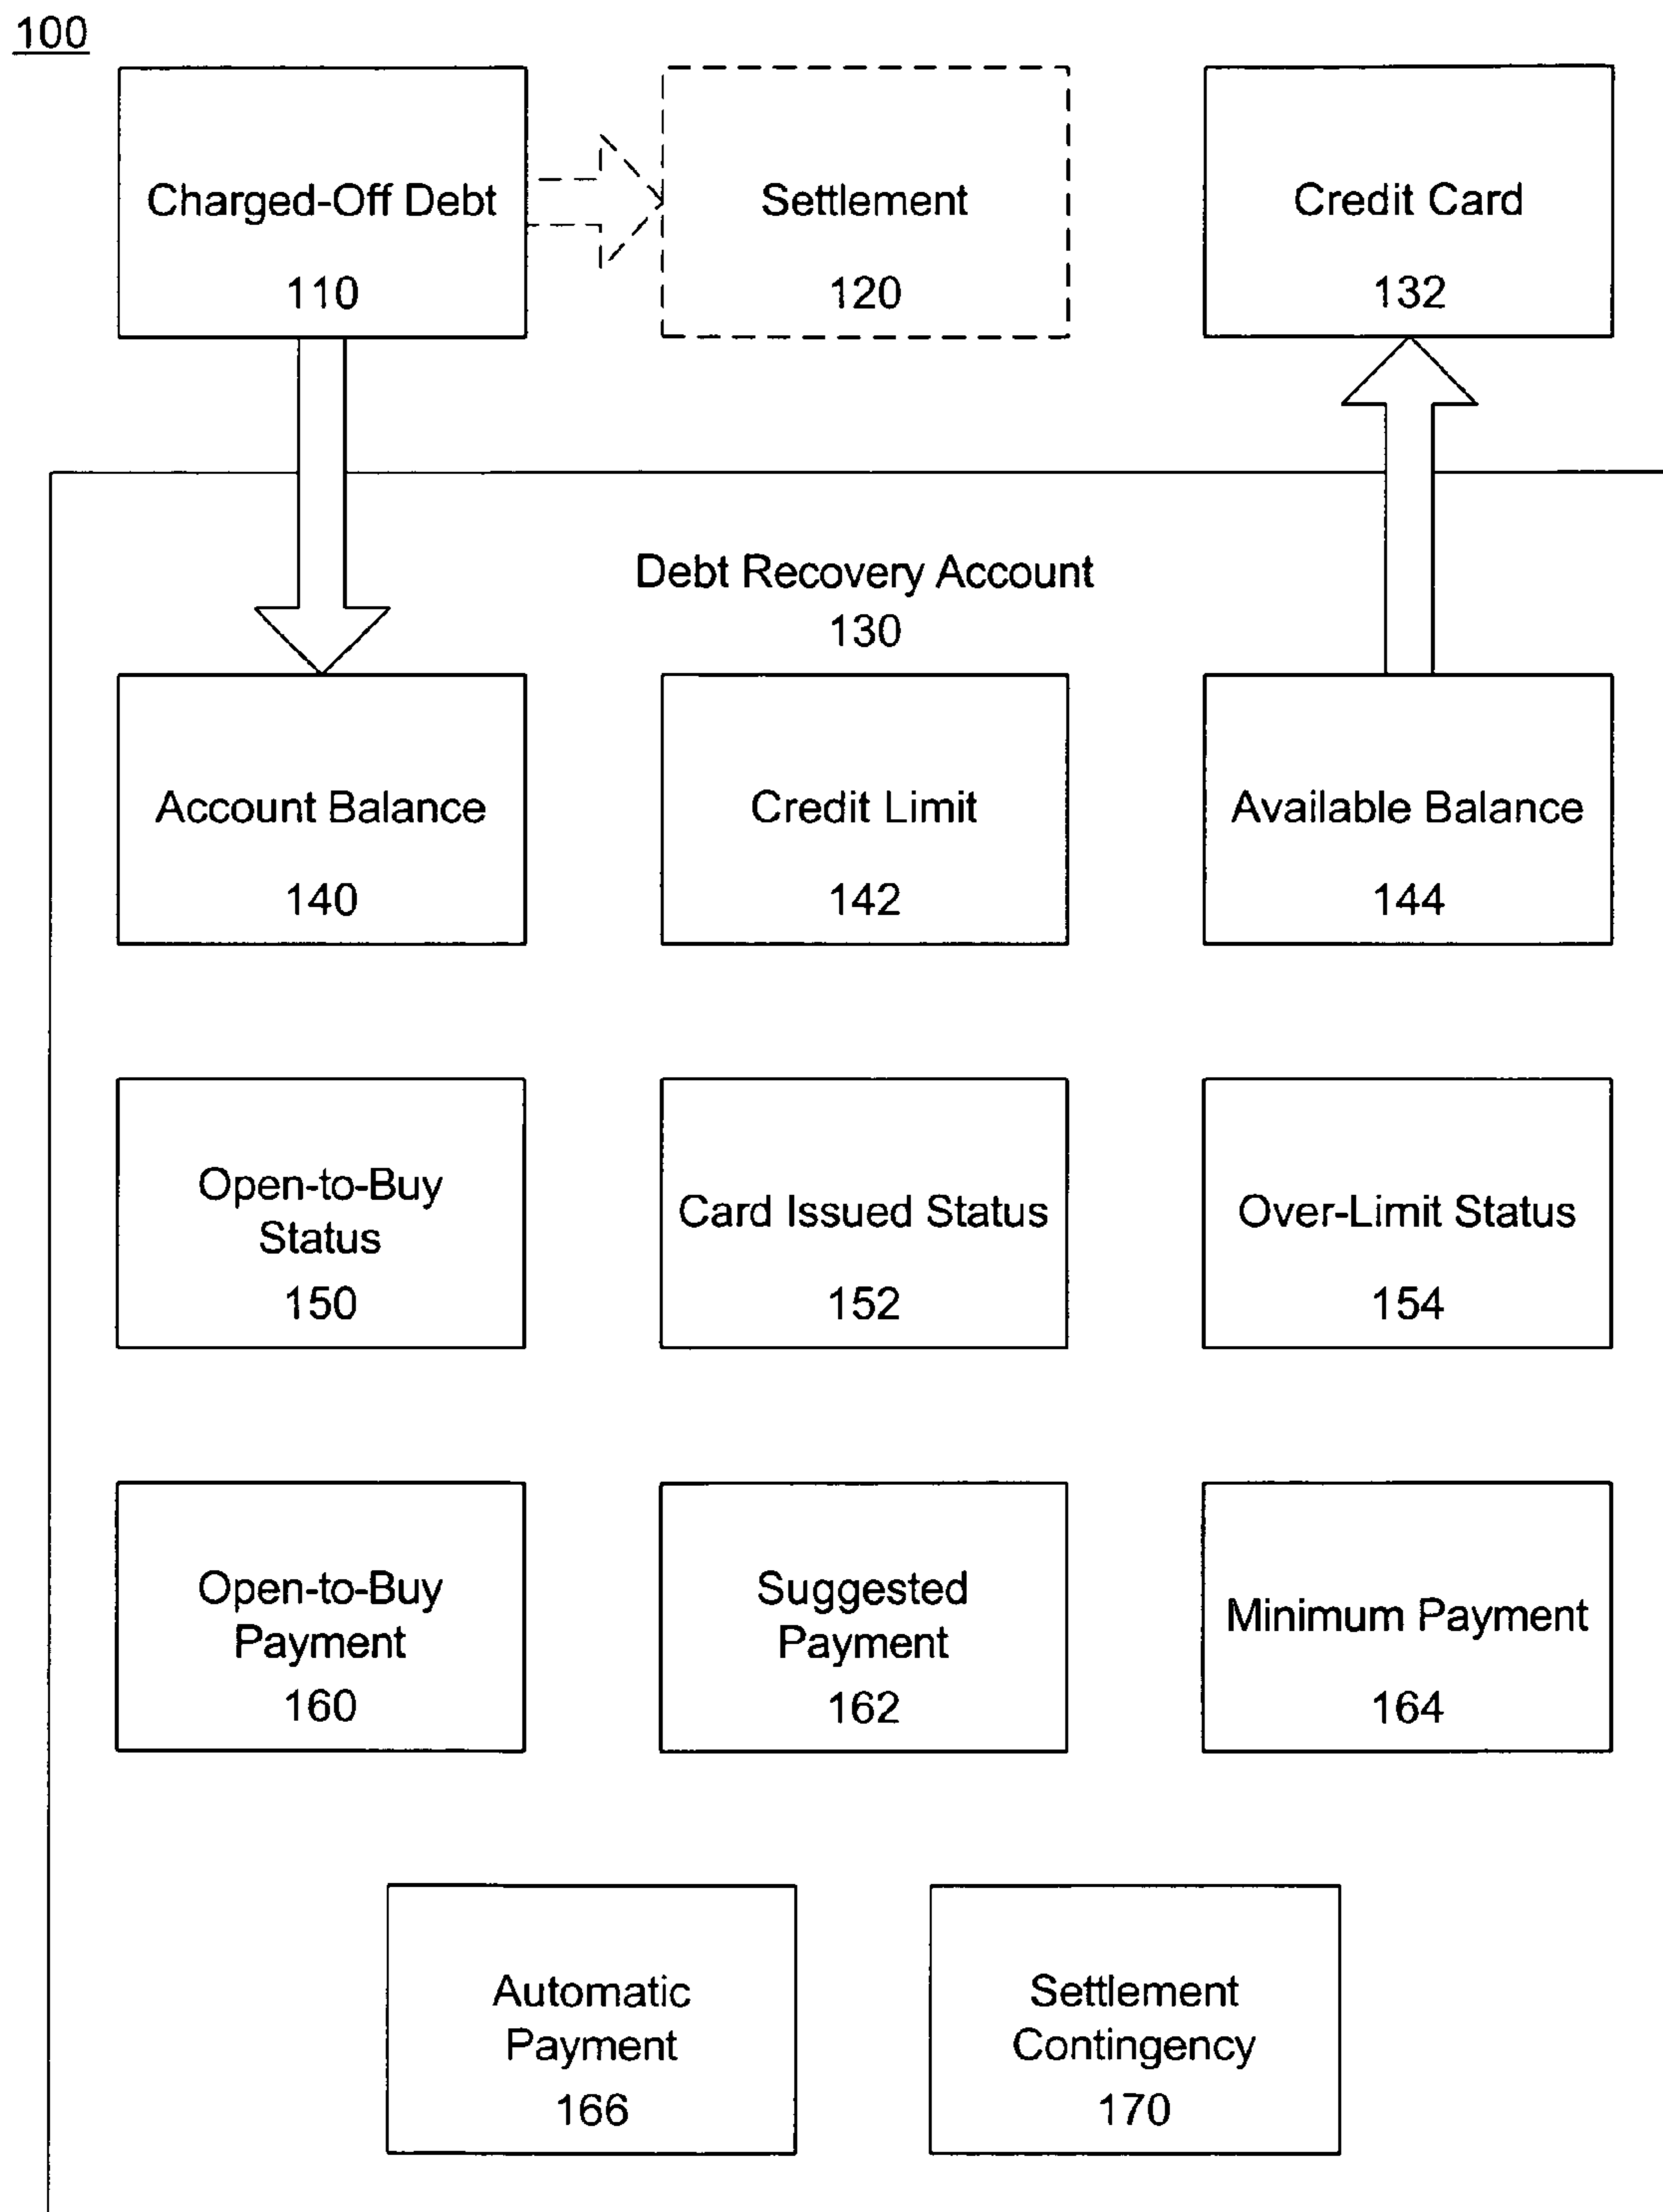 100
Charged-Off Debt
110
Settlement
120
Credit Card
132
Debt Recovery Account
130
Account Balance
140
Credit Limit
142
Available Balance
144
Open-to-Buy
Status
150
Card Issued Status
152
Over-Limit Status
154
Open-to-Buy
Payment
160
Suggested
Payment
162
Minimum Payment
164
Automatic
Payment
166
Settlement
Contingency
170